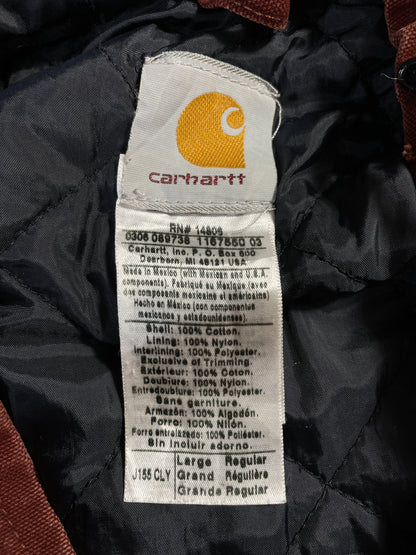 carhartt
RN# 14806
0306 089738 1167550 03
Carhartt, Inc. P.O. Box 600
Dearborn, MI 48121 USA
Made in Mexico (with Mexican and U.S.A.
components). Fabriqué au Mexique (avec
des composants mexicains et américains)
Hecho en México (con componentes
mexicanos y estadounidenses).
Shell: 100% Cotton.
Lining: 100% Nylon.
Interlining: 100% Polyester.
Exclusive of Trimming.
Extérieur: 100% Coton.
Doublure: 100% Nylon.
Entredoublure: 100% Polyester.
Sans garniture.
Armazón: 100% Algodón.
Forro: 100% Nilón.
Forro entrelazado: 100% Poliéster.
Sin incluir adorno.
J155 CLY
Large Regular
Grand Régulière
Grande Regular